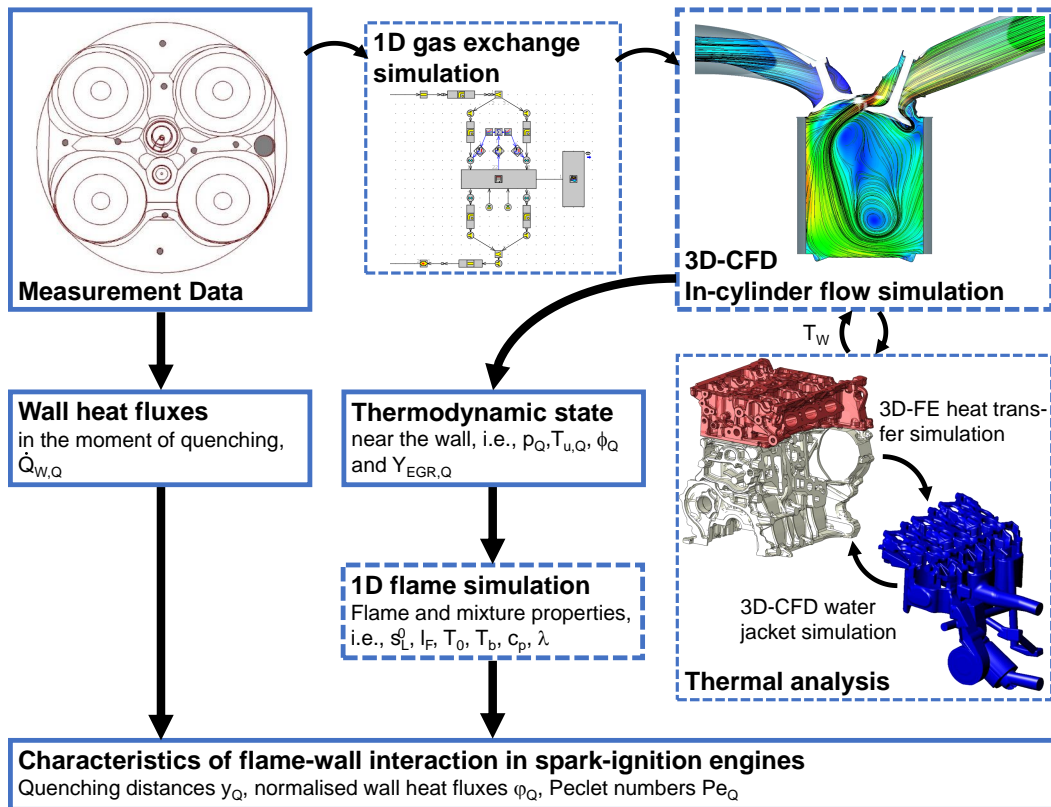 Measurement Data
1D gas exchange
simulation
3D-CFD
In-cylinder flow simulation
T_W
Wall heat fluxes
in the moment of quenching,
Q̇_W,Q
Thermodynamic state
near the wall, i.e., p_Q,T_u,Q, ϕ_Q
and Y_EGR,Q
3D-FE heat trans-
fer simulation
3D-CFD water
jacket simulation
Thermal analysis
1D flame simulation
Flame and mixture properties,
i.e., s_L^0, l_F, T_0, T_b, c_p, λ
Characteristics of flame-wall interaction in spark-ignition engines
Quenching distances y_Q, normalised wall heat fluxes φ_Q, Peclet numbers Pe_Q